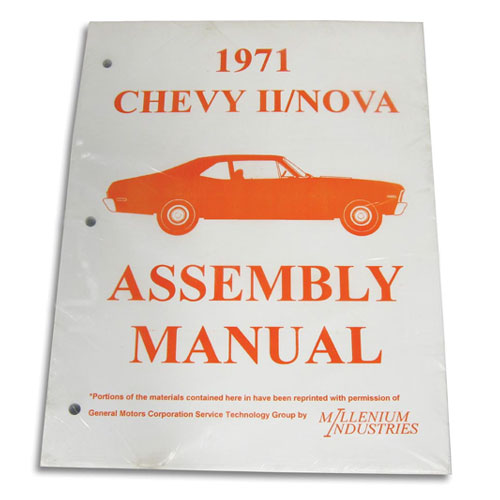 1971
CHEVY II/NOVA
ASSEMBLY
MANUAL
*Portions of the materials contained here in have been reprinted with permission of
General Motors Corporation Service Technology Group by
MILLENIUM
INDUSTRIES